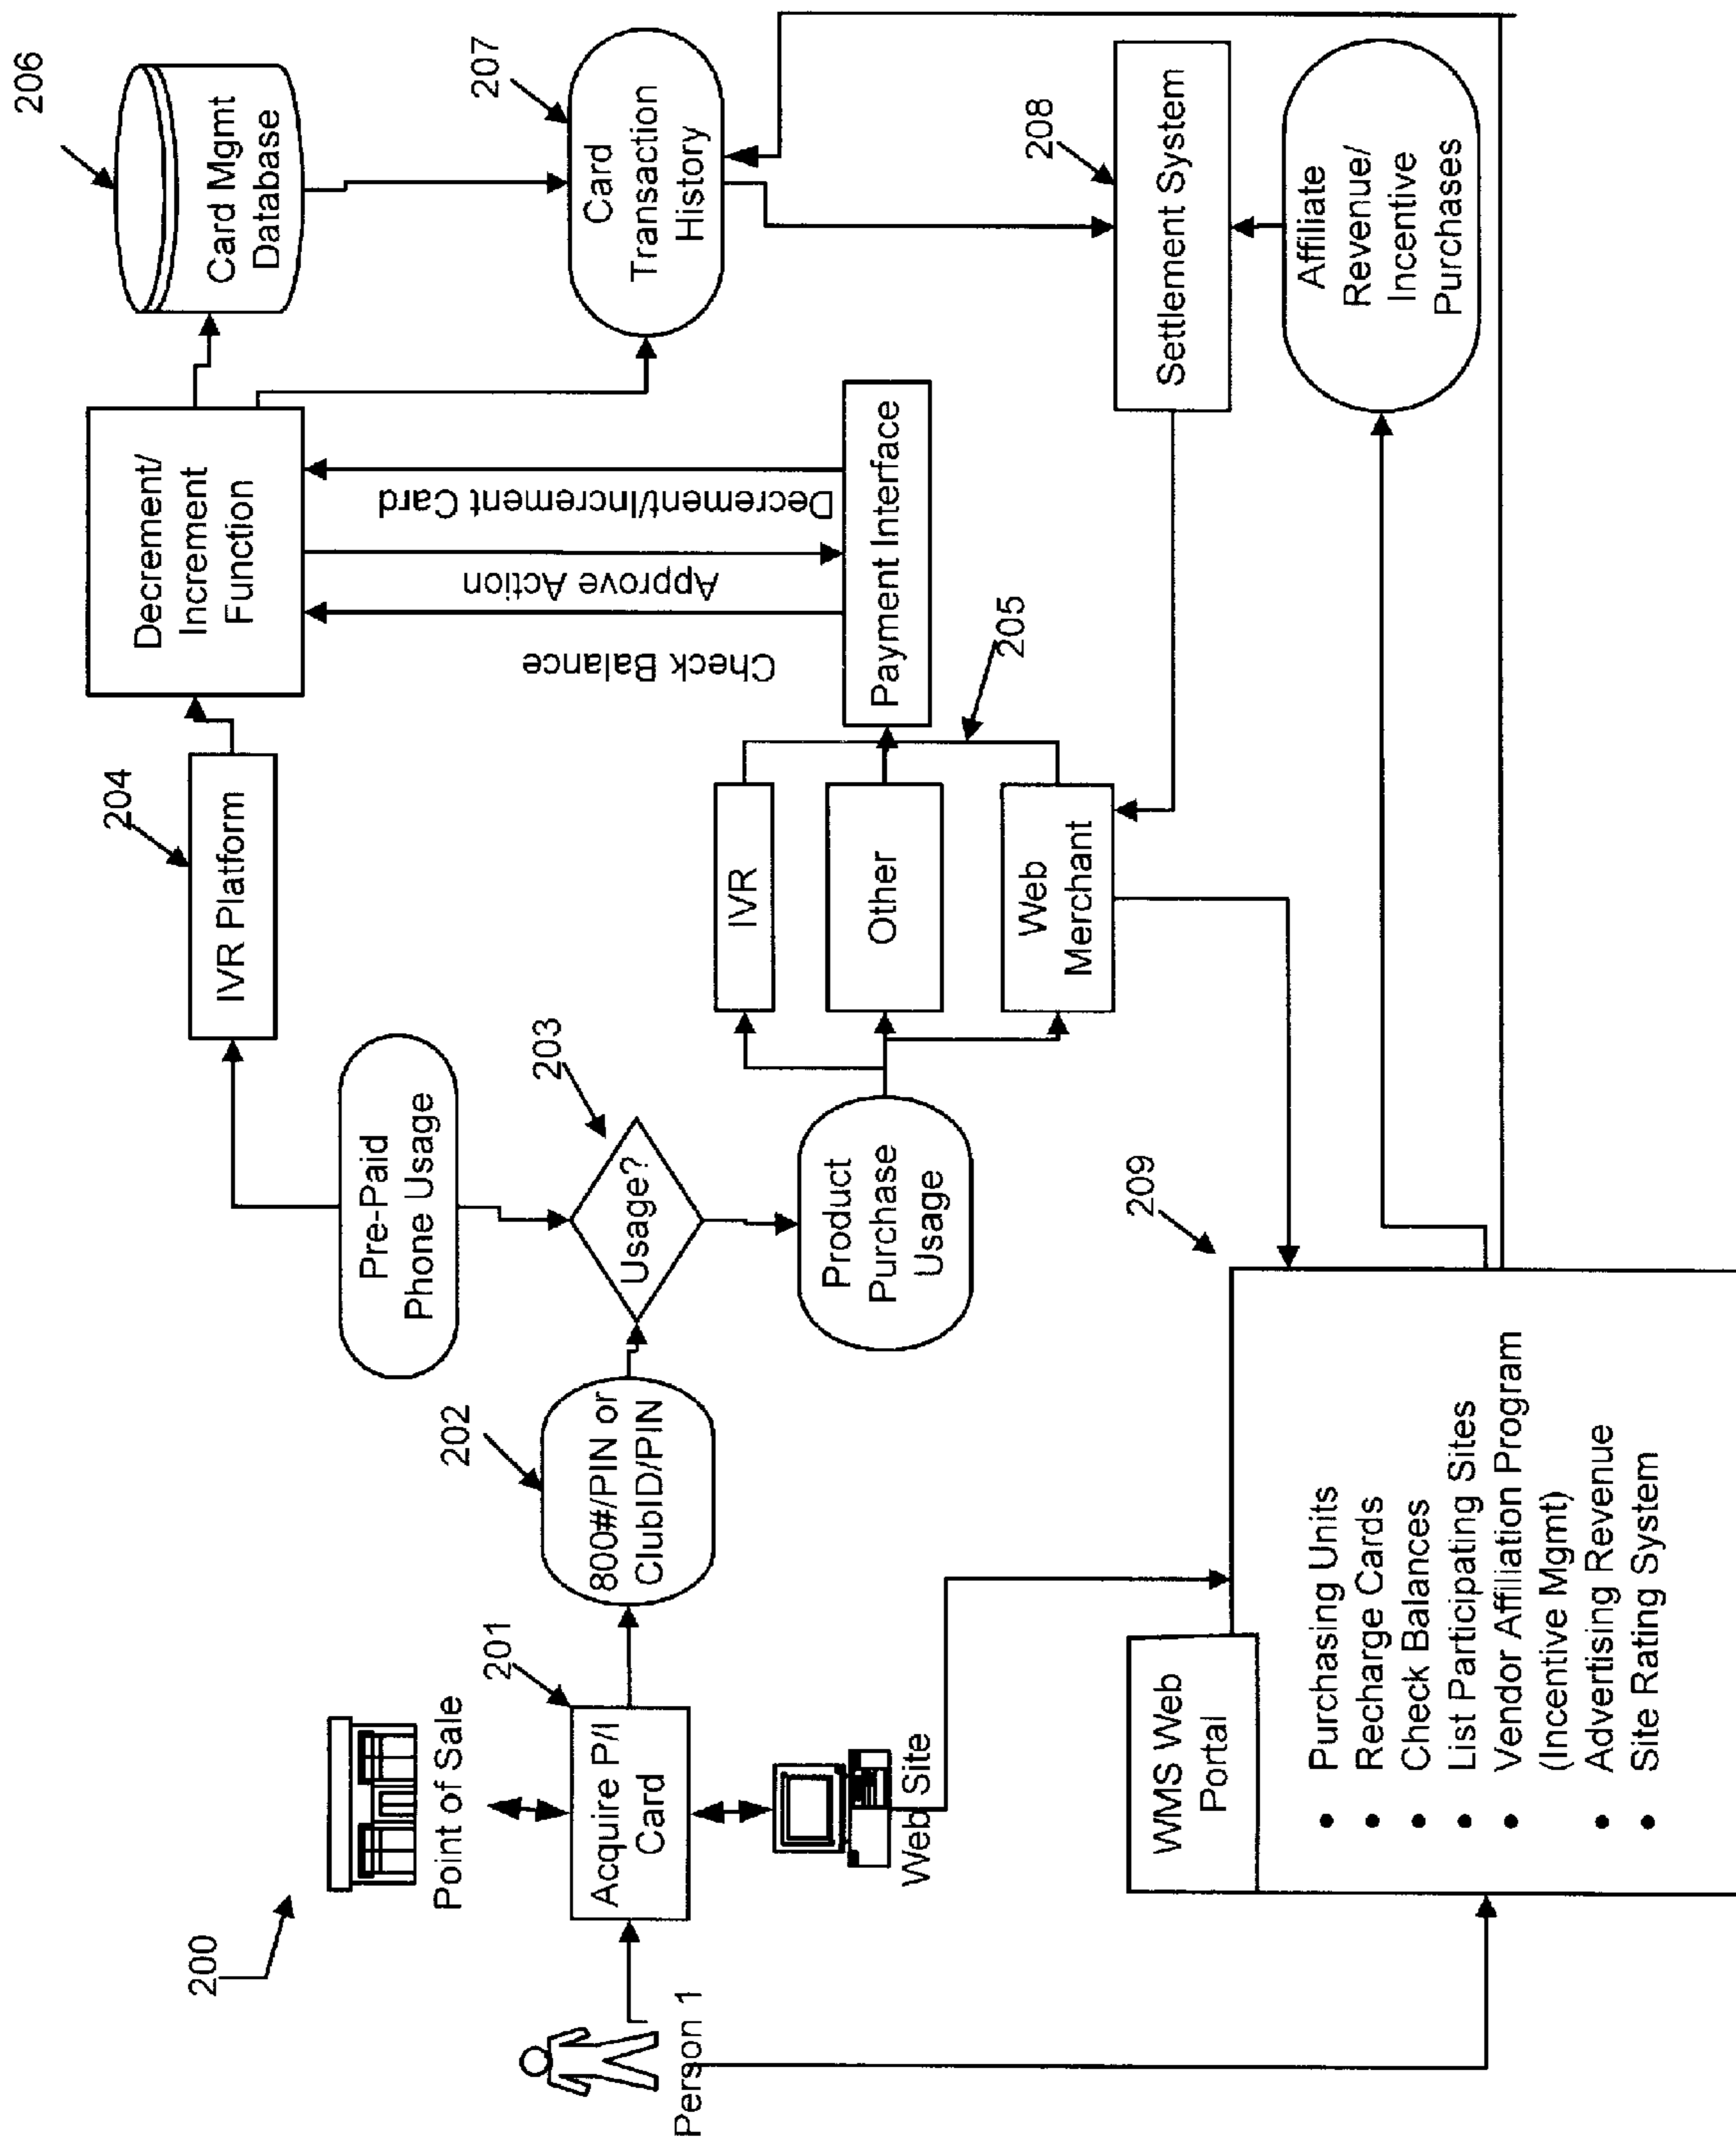 200
Point of Sale
Person 1
201
Acquire P/I
Card
Web Site
202
800#/PIN or
ClubID/PIN
Pre-Paid
Phone Usage
203
Usage?
Product
Purchase
Usage
204
IVR Platform
IVR
Other
Web
Merchant
205
Payment Interface
Check Balance
Approve Action
Decrement/Increment Card
Decrement/
Increment
Function
206
Card Mgmt
Database
207
Card
Transaction
History
208
Settlement System
Affiliate
Revenue/
Incentive
Purchases
209
WMS Web
Portal
• Purchasing Units
• Recharge Cards
• Check Balances
• List Participating Sites
• Vendor Affiliation Program
(Incentive Mgmt)
• Advertising Revenue
• Site Rating System